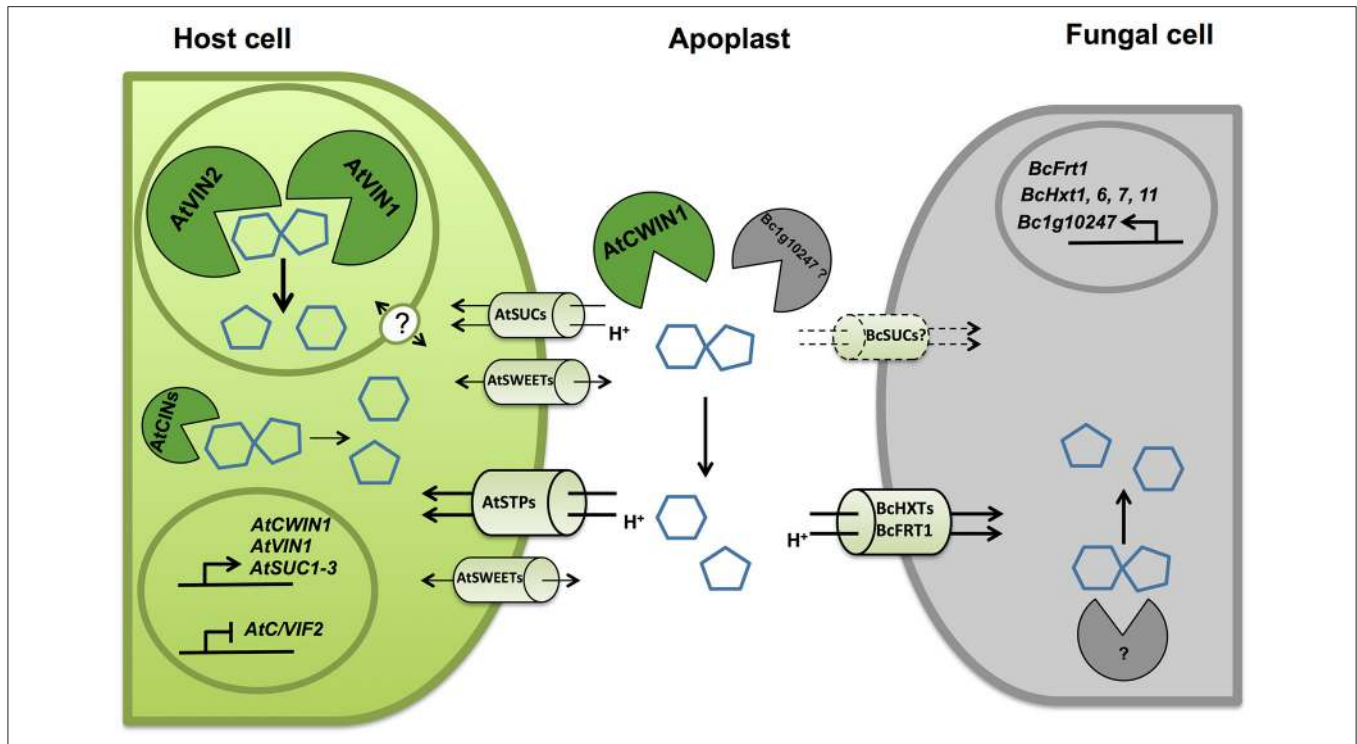 Host cell
Apoplast
Fungal cell
AtVIN2
AtVIN1
?
AtCINs
AtCWIN1
AtVIN1
AtSUC1-3
AtC/VIF2
AtSUCs
H+
AtSWEETs
AtSTPs
H+
AtSWEETs
AtCWIN1
Bc1g10247 ?
BcSUCs?
BcHXTs
BcFRT1
H+
BcFrt1
BcHxt1, 6, 7, 11
Bc1g10247
?